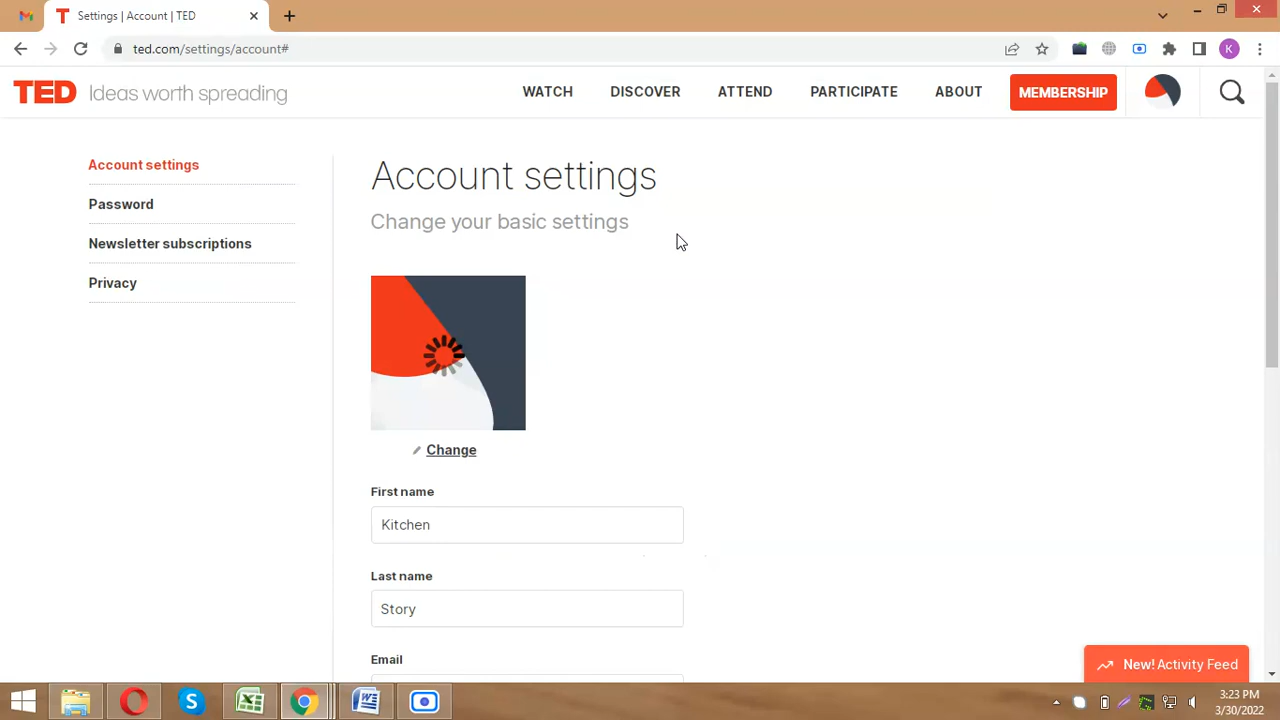 Settings | Account | TED
ted.com/settings/account#
K
TED Ideas worth spreading
WATCH DISCOVER ATTEND PARTICIPATE ABOUT MEMBERSHIP
Account settings
Password
Newsletter subscriptions
Privacy
Account settings
Change your basic settings
Change
First name
Kitchen
Last name
Story
Email
New! Activity Feed
3:23 PM
3/30/2022